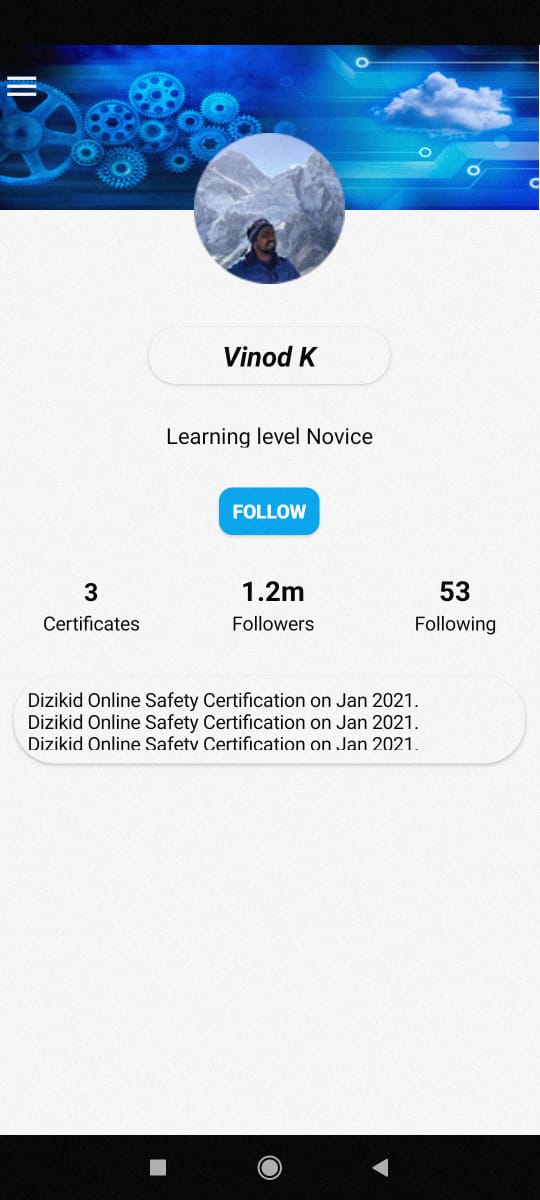 Vinod K
Learning level Novice
FOLLOW
3
1.2m
53
Certificates
Followers
Following
Dizikid Online Safety Certification on Jan 2021.
Dizikid Online Safety Certification on Jan 2021.
Dizikid Online Safety Certification on Jan 2021.